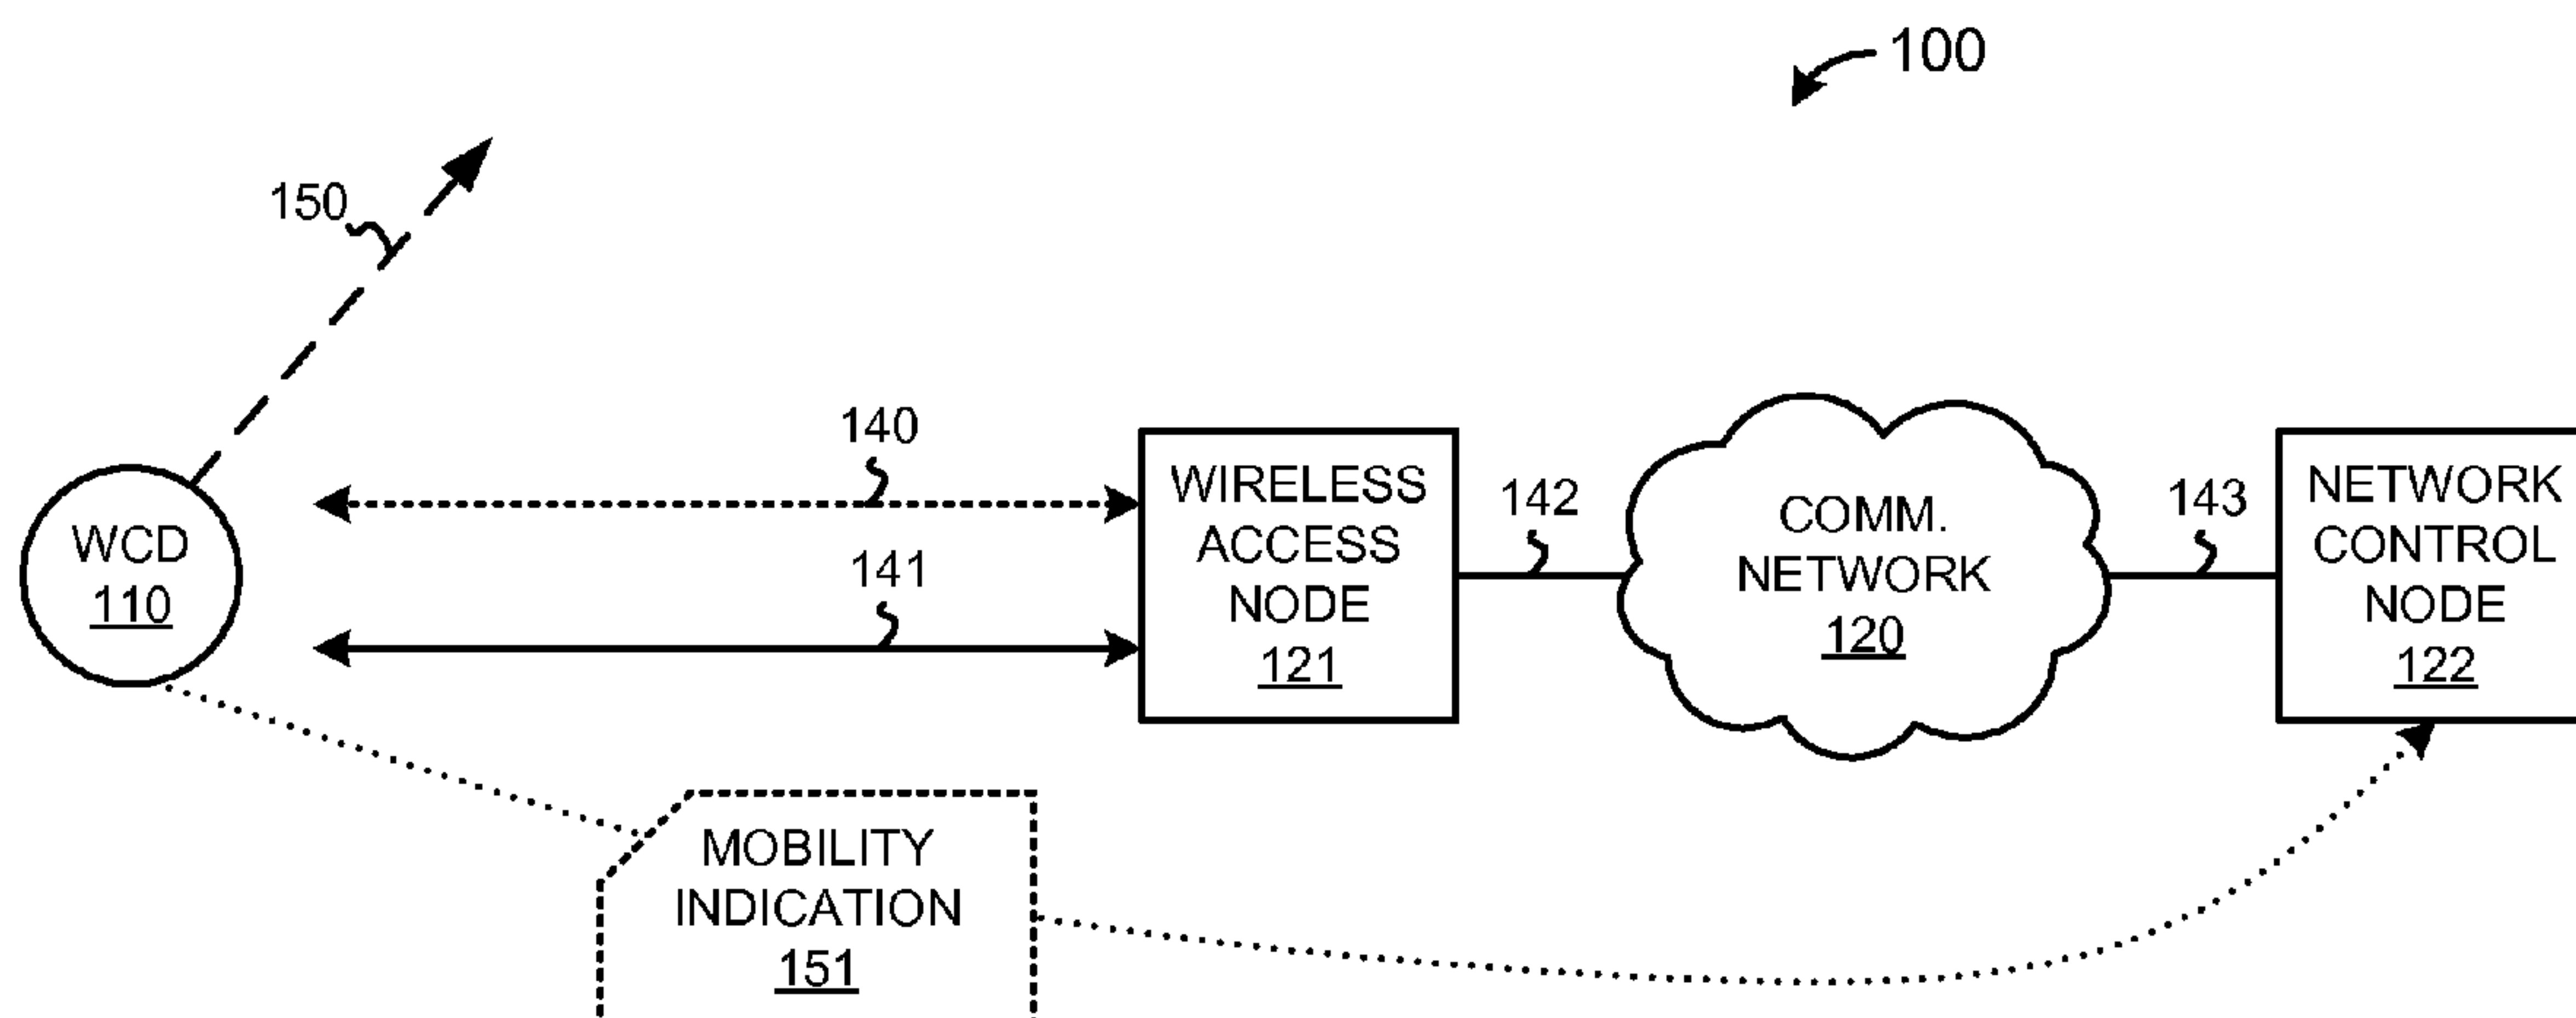 100
150
140
141
WCD
110
WIRELESS
ACCESS
NODE
121
142
COMM.
NETWORK
120
143
NETWORK
CONTROL
NODE
122
MOBILITY
INDICATION
151